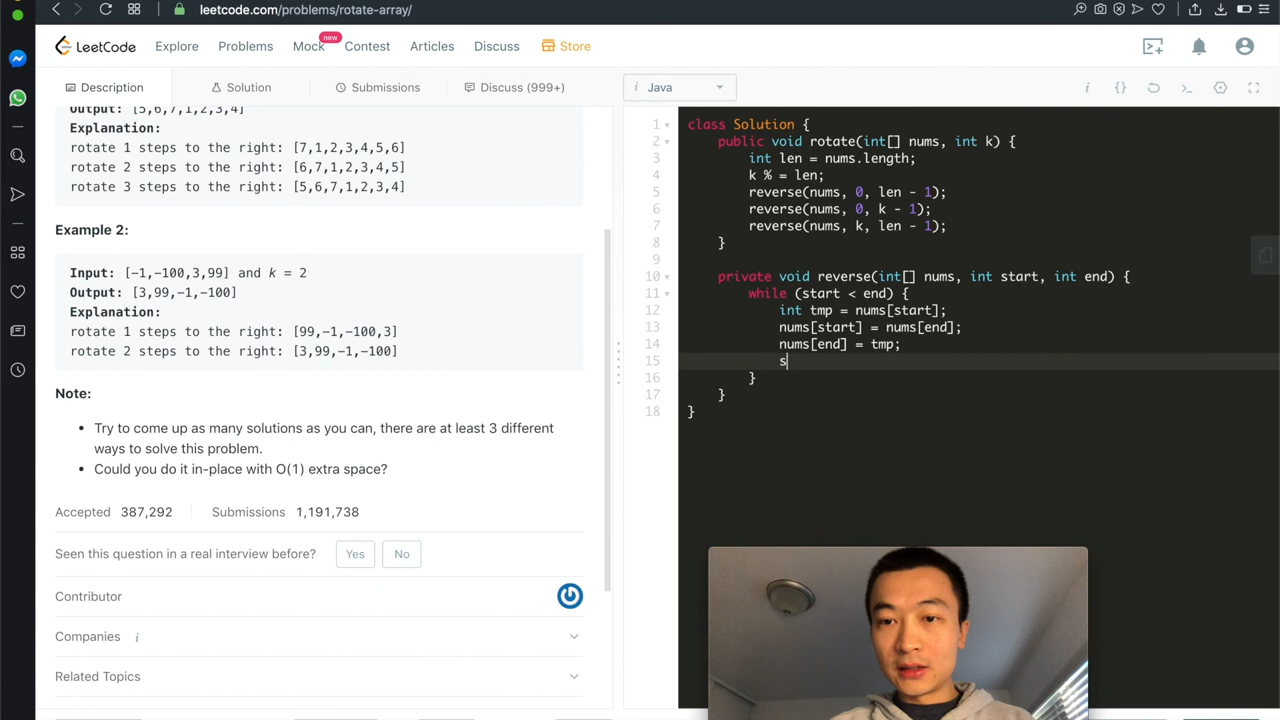 leetcode.com/problems/rotate-array/
LeetCode
Explore
Problems
Mock
new
Contest
Articles
Discuss
Store
Description
Solution
Submissions
Discuss (999+)
i Java
Output: [5,6,7,1,2,3,4]
Explanation:
rotate 1 steps to the right: [7,1,2,3,4,5,6]
rotate 2 steps to the right: [6,7,1,2,3,4,5]
rotate 3 steps to the right: [5,6,7,1,2,3,4]
Example 2:
Input: [-1,-100,3,99] and k = 2
Output: [3,99,-1,-100]
Explanation:
rotate 1 steps to the right: [99,-1,-100,3]
rotate 2 steps to the right: [3,99,-1,-100]
Note:
• Try to come up as many solutions as you can, there are at least 3 different
ways to solve this problem.
• Could you do it in-place with O(1) extra space?
Accepted 387,292 Submissions 1,191,738
Seen this question in a real interview before? Yes No
Contributor
Companies i
Related Topics
i {}
1 class Solution {
2 public void rotate(int[] nums, int k) {
3 int len = nums.length;
4 k % = len;
5 reverse(nums, 0, len - 1);
6 reverse(nums, 0, k - 1);
7 reverse(nums, k, len - 1);
8 }
9
10 private void reverse(int[] nums, int start, int end) {
11 while (start < end) {
12 int tmp = nums[start];
13 nums[start] = nums[end];
14 nums[end] = tmp;
15 s
16 }
17 }
18 }